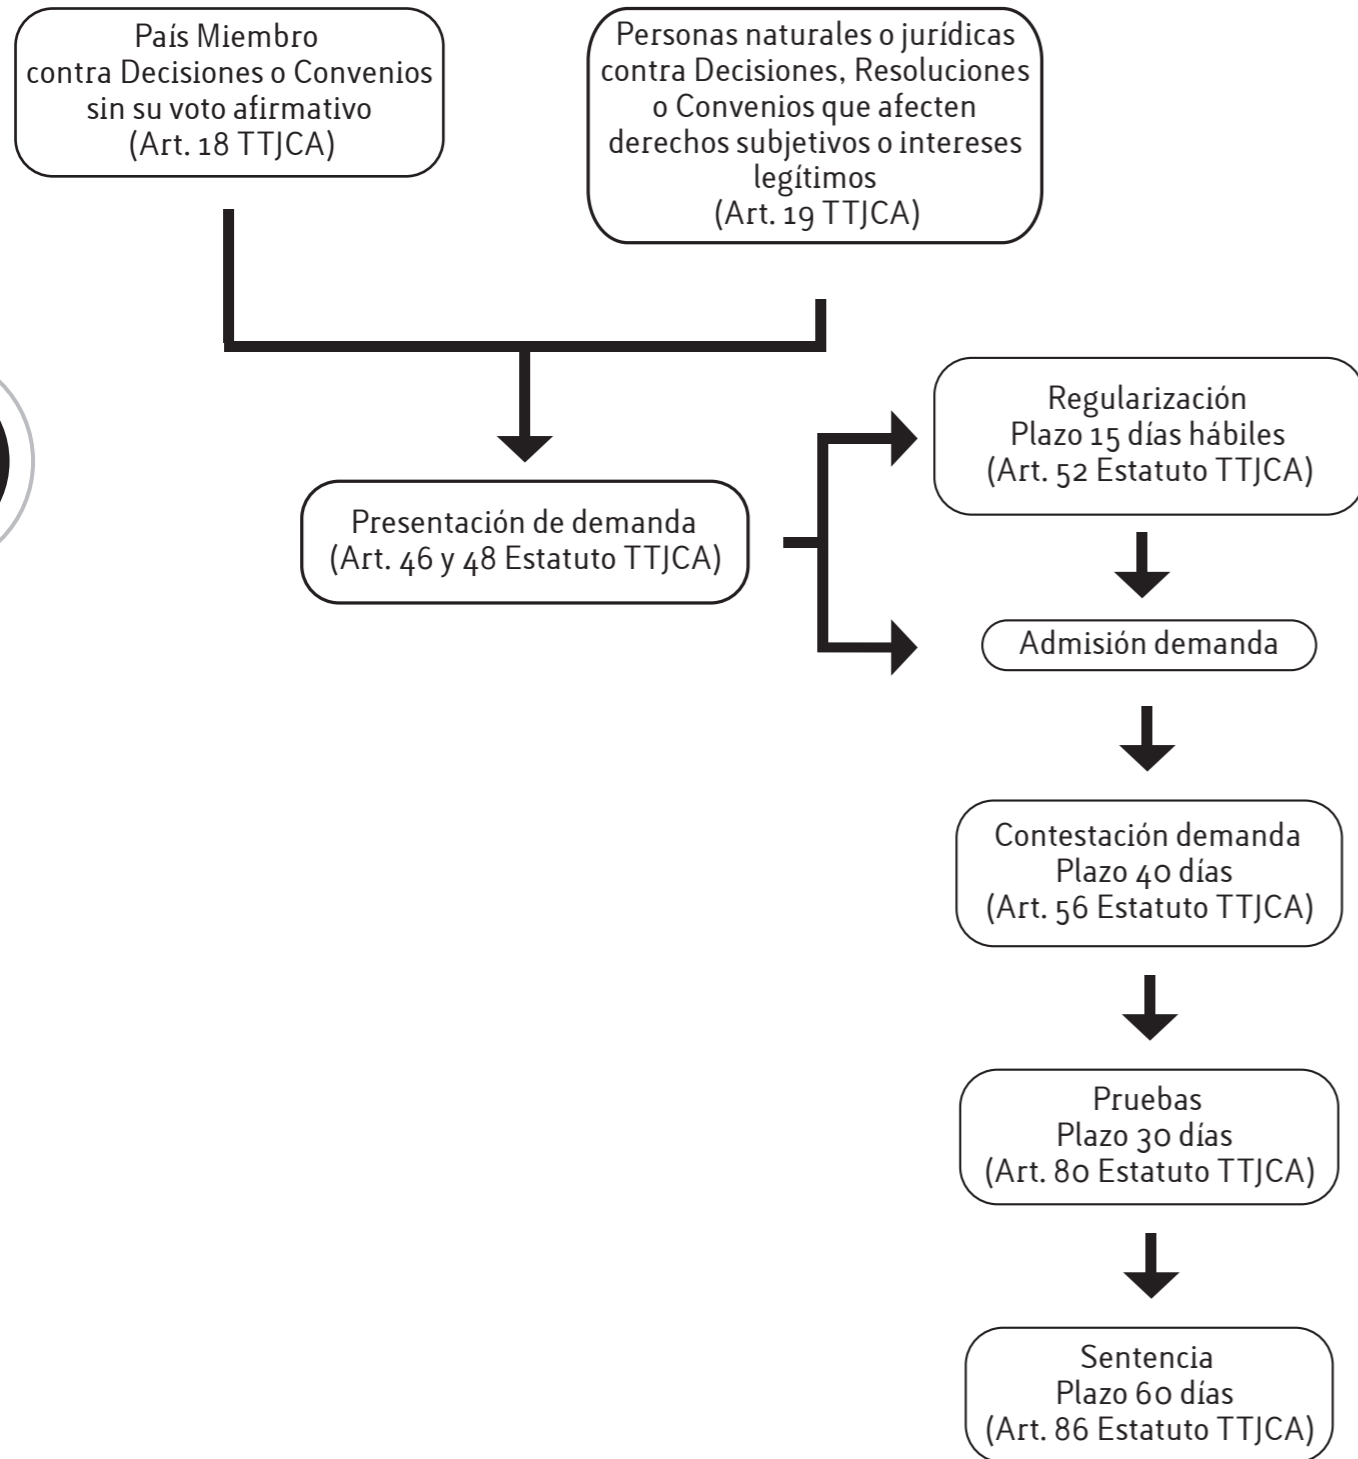 País Miembro
contra Decisiones o Convenios
sin su voto afirmativo
(Art. 18 TTJCA)
Personas naturales o jurídicas
contra Decisiones, Resoluciones
o Convenios que afecten
derechos subjetivos o intereses
legítimos
(Art. 19 TTJCA)
Presentación de demanda
(Art. 46 y 48 Estatuto TTJCA)
Regularización
Plazo 15 días hábiles
(Art. 52 Estatuto TTJCA)
Admisión demanda
Contestación demanda
Plazo 40 días
(Art. 56 Estatuto TTJCA)
Pruebas
Plazo 30 días
(Art. 80 Estatuto TTJCA)
Sentencia
Plazo 60 días
(Art. 86 Estatuto TTJCA)